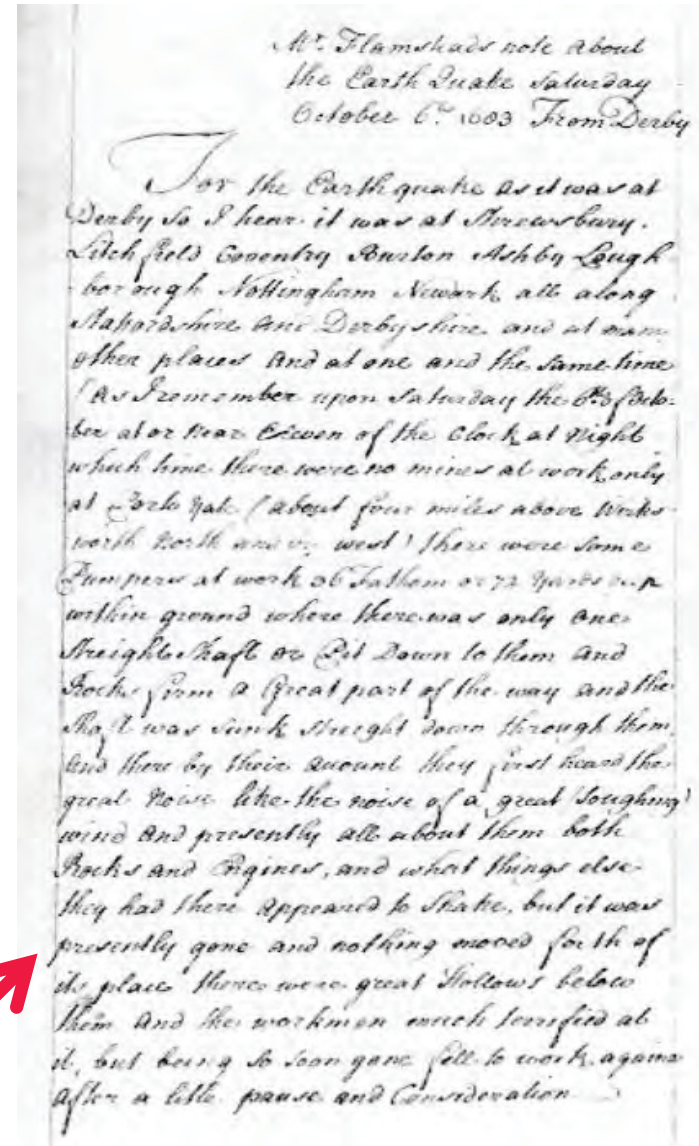 Mr. Flamsteads note about
the Earth Quake Saturday
October 6th 1683 From Derby
For the Earthquake as it was at
Derby So I hear it was at Shrewsbury.
Litchfield Coventry Burton Ashby Lough-
borough Nottingham Newark all along
Stafardshire and Derbyshire and at many
other places and at one and the Same time
(As I remember upon Saturday the 6th of Octo-
ber at or Near Eleven of the Clock at Night
which time there were no mines at work only
at Yate (about four miles above Wirks-
worth North and west) there were some
Pumpers at work 36 Fathom or 72 Yards deep
within ground where there was only one
streight Shaft or Pit Down to them and
Rocks firm a Great part of the way and the
Shaft was sunk streight down through them
and there by their acount they first heard the
great Noise like the noise of a great (Soughing)
wind and presently all about them both
Rocks and Engines, and what things else
they had there appeared to Shake, but it was
presently gone and nothing moved forth of
its place there were great Hollows below
them and the workmen much terrified at
it, but being so soon gone fell to work againe
After a litle pause and Consideration